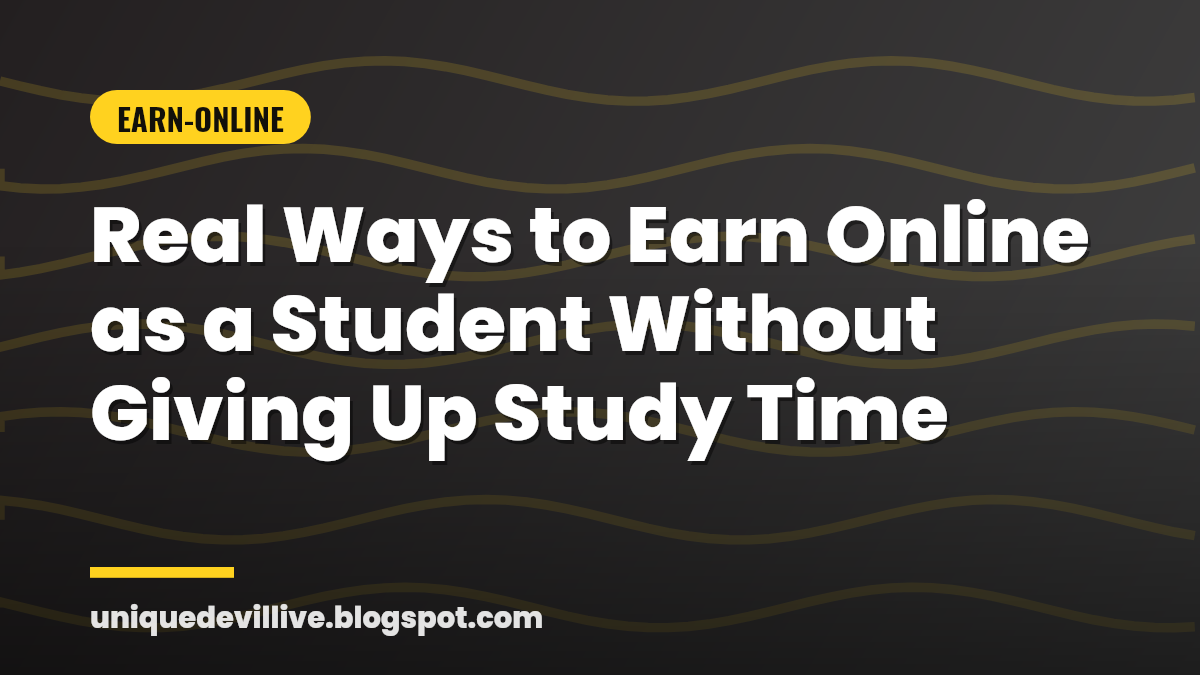 EARN-ONLINE
Real Ways to Earn Online
as a Student Without
Giving Up Study Time
uniquedevillive.blogspot.com